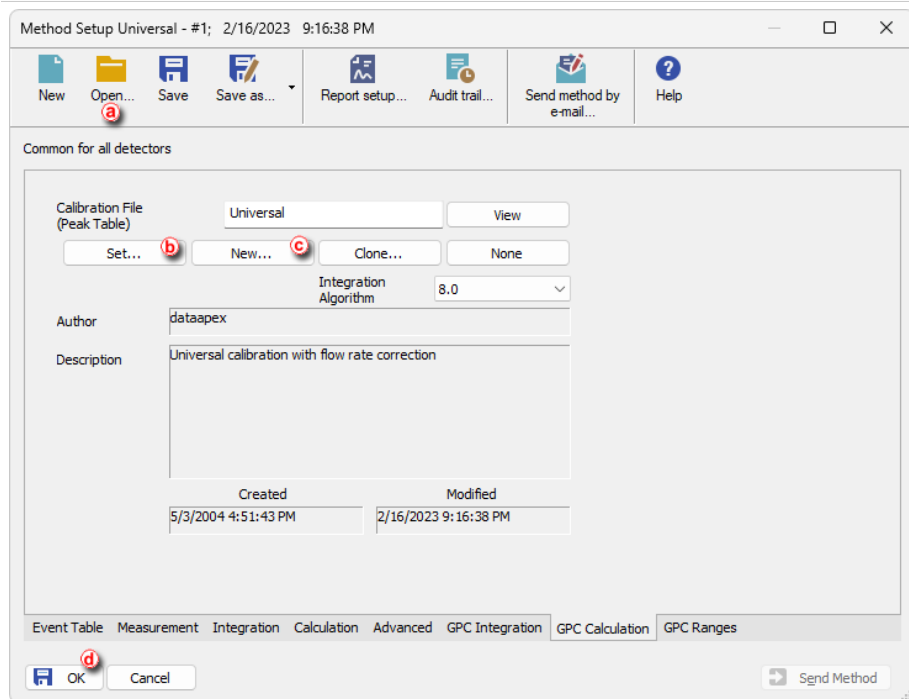 Method Setup Universal - #1; 2/16/2023 9:16:38 PM
New Open... Save Save as... Report setup... Audit trail... Send method by e-mail... Help
a
Common for all detectors
Calibration File
(Peak Table)
Universal
View
Set... b New... c Clone... None
Integration
Algorithm
8.0
Author
dataapex
Description
Universal calibration with flow rate correction
Created Modified
5/3/2004 4:51:43 PM 2/16/2023 9:16:38 PM
Event Table Measurement Integration Calculation Advanced GPC Integration GPC Calculation GPC Ranges
d
OK Cancel Send Method